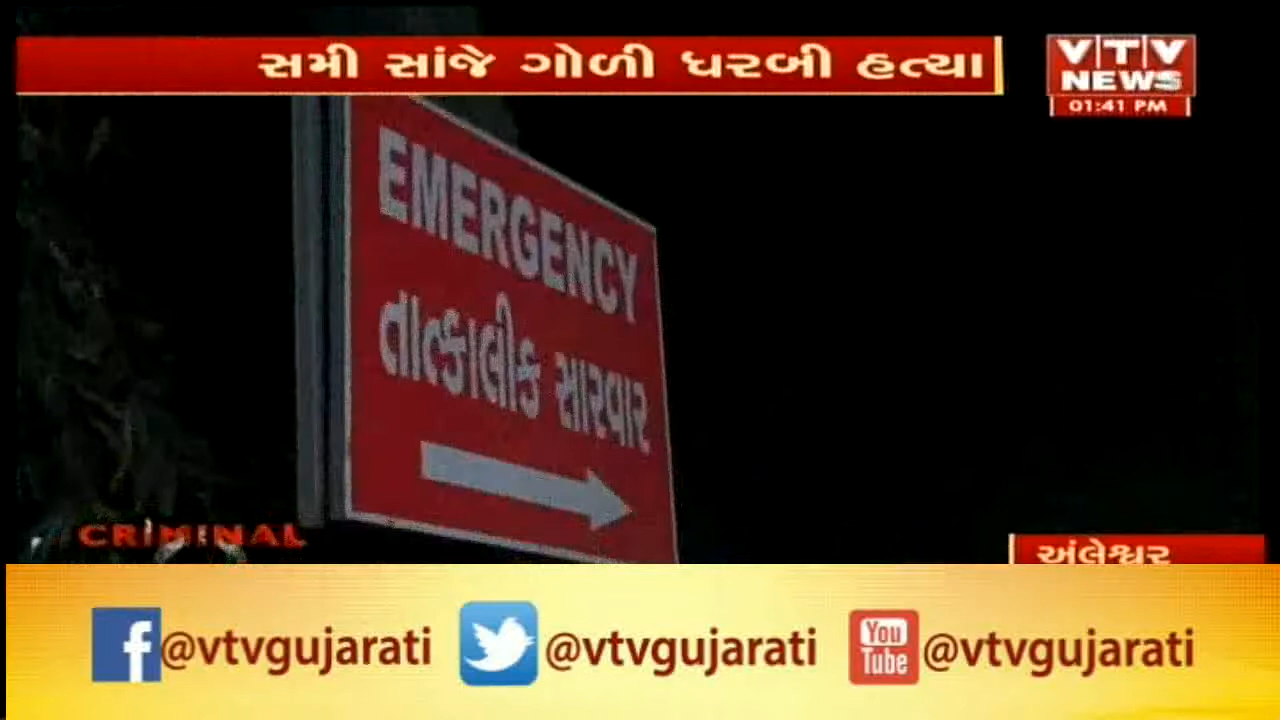 સમી સાંજે ગોળી ધરબી હત્યા
VTV
NEWS
01:41 PM
EMERGENCY
તાત્કાલીક સારવાર
CRIMINAL
અંલેશ્વર
@vtvgujarati @vtvgujarati You Tube @vtvgujarati